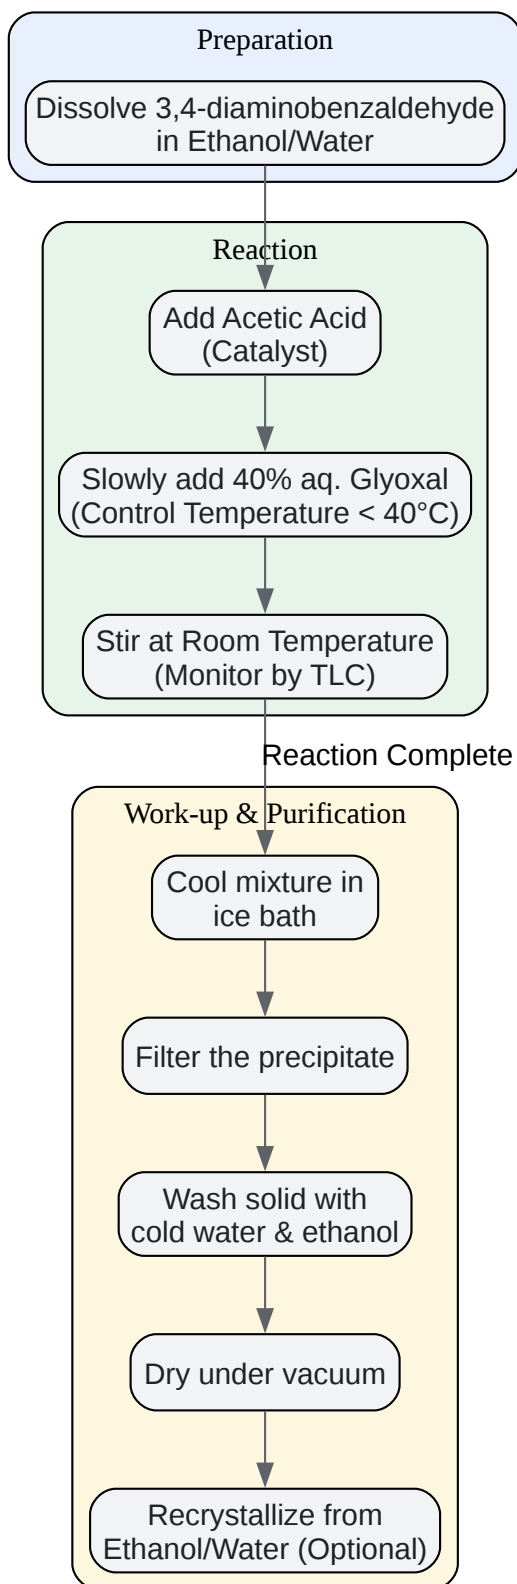 Preparation
Dissolve 3,4-diaminobenzaldehyde
in Ethanol/Water
Reaction
Add Acetic Acid
(Catalyst)
Slowly add 40% aq. Glyoxal
(Control Temperature < 40°C)
Stir at Room Temperature
(Monitor by TLC)
Reaction Complete
Work-up & Purification
Cool mixture in
ice bath
Filter the precipitate
Wash solid with
cold water & ethanol
Dry under vacuum
Recrystallize from
Ethanol/Water (Optional)